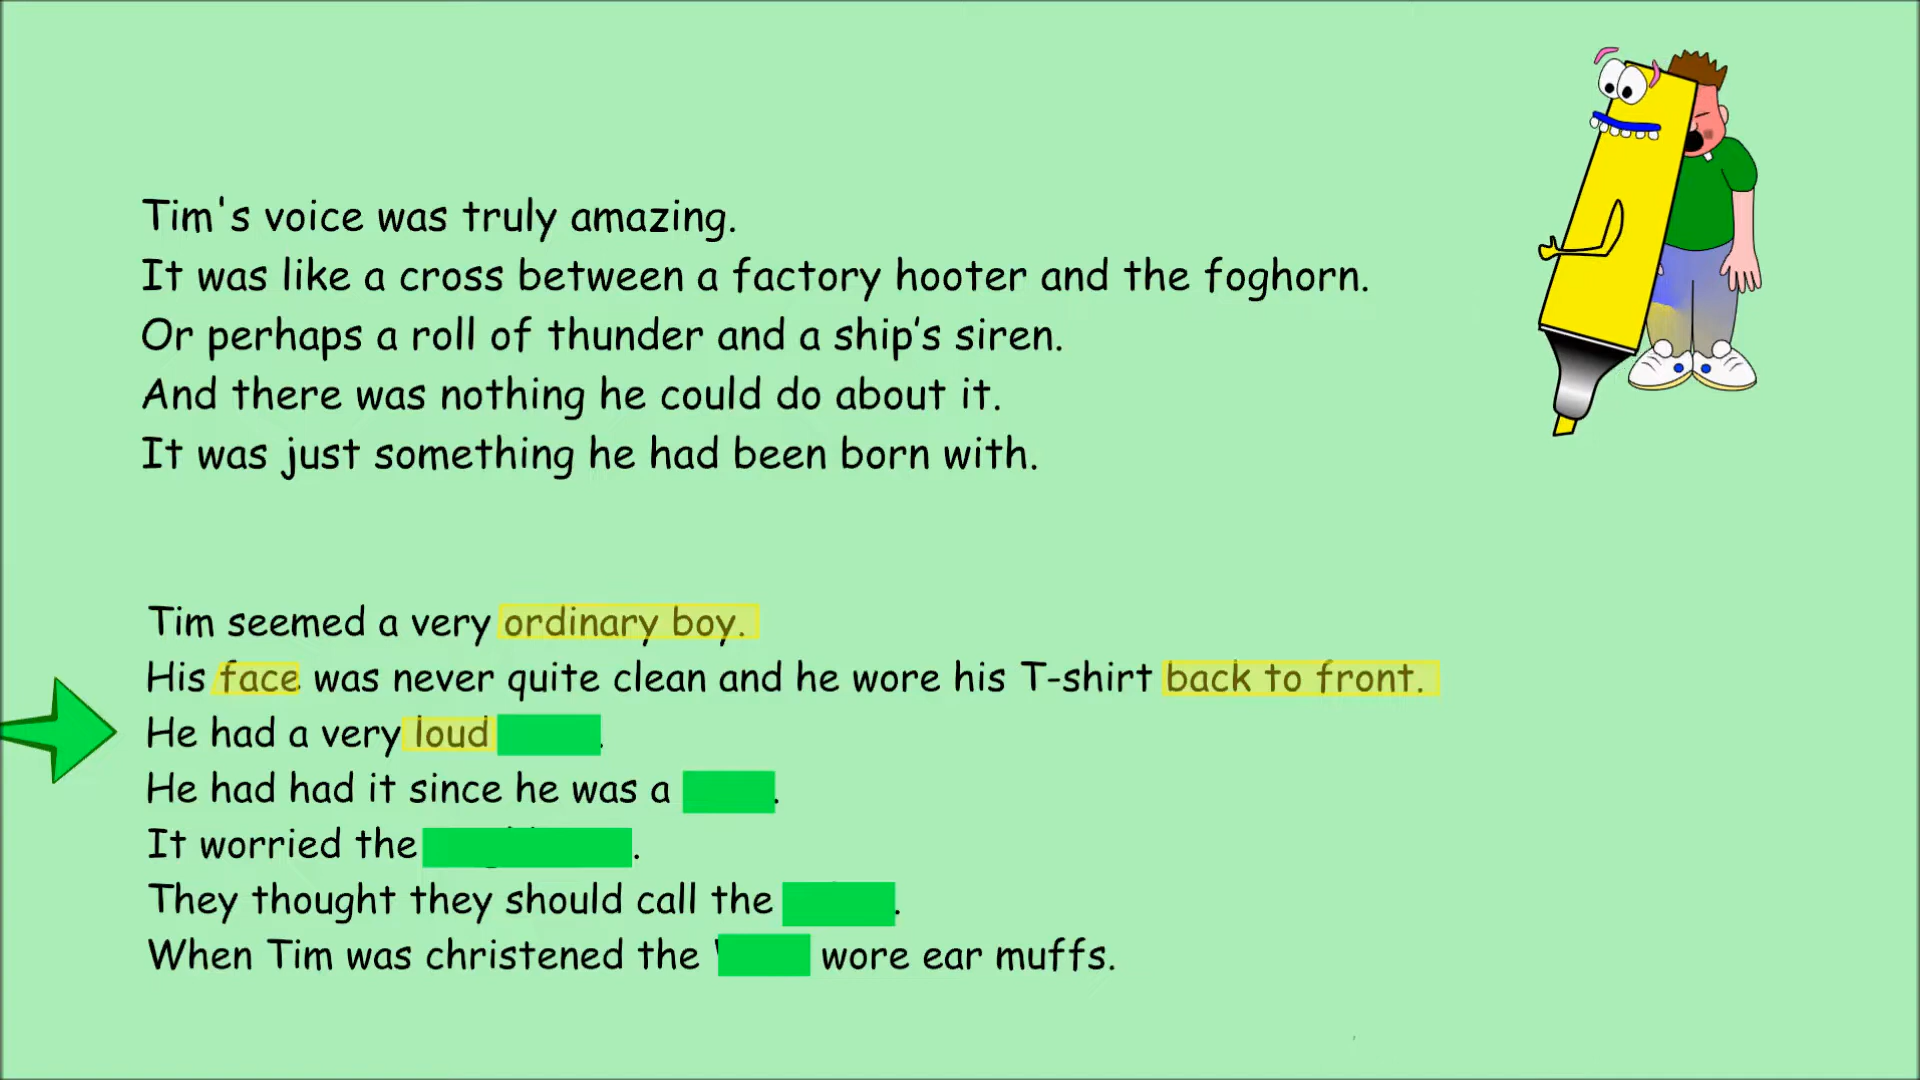 Tim's voice was truly amazing.
It was like a cross between a factory hooter and the foghorn.
Or perhaps a roll of thunder and a ship’s siren.
And there was nothing he could do about it.
It was just something he had been born with.
Tim seemed a very ordinary boy.
His face was never quite clean and he wore his T-shirt back to front.
He had a very loud .
He had had it since he was a .
It worried the .
They thought they should call the .
When Tim was christened the wore ear muffs.